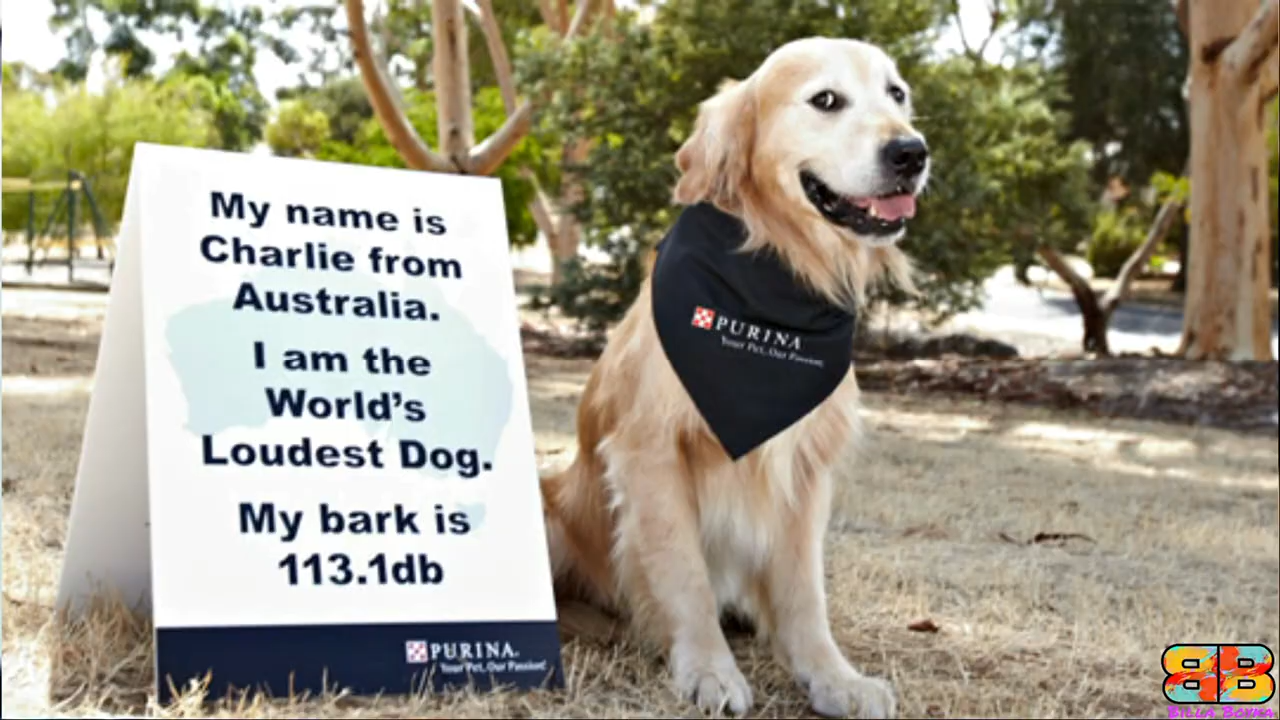 My name is
Charlie from
Australia.
I am the
World's
Loudest Dog.
My bark is
113.1db
PURINA.
Your Pet, Our Passion!
PURINA
Your Pet, Our Passion!
BB